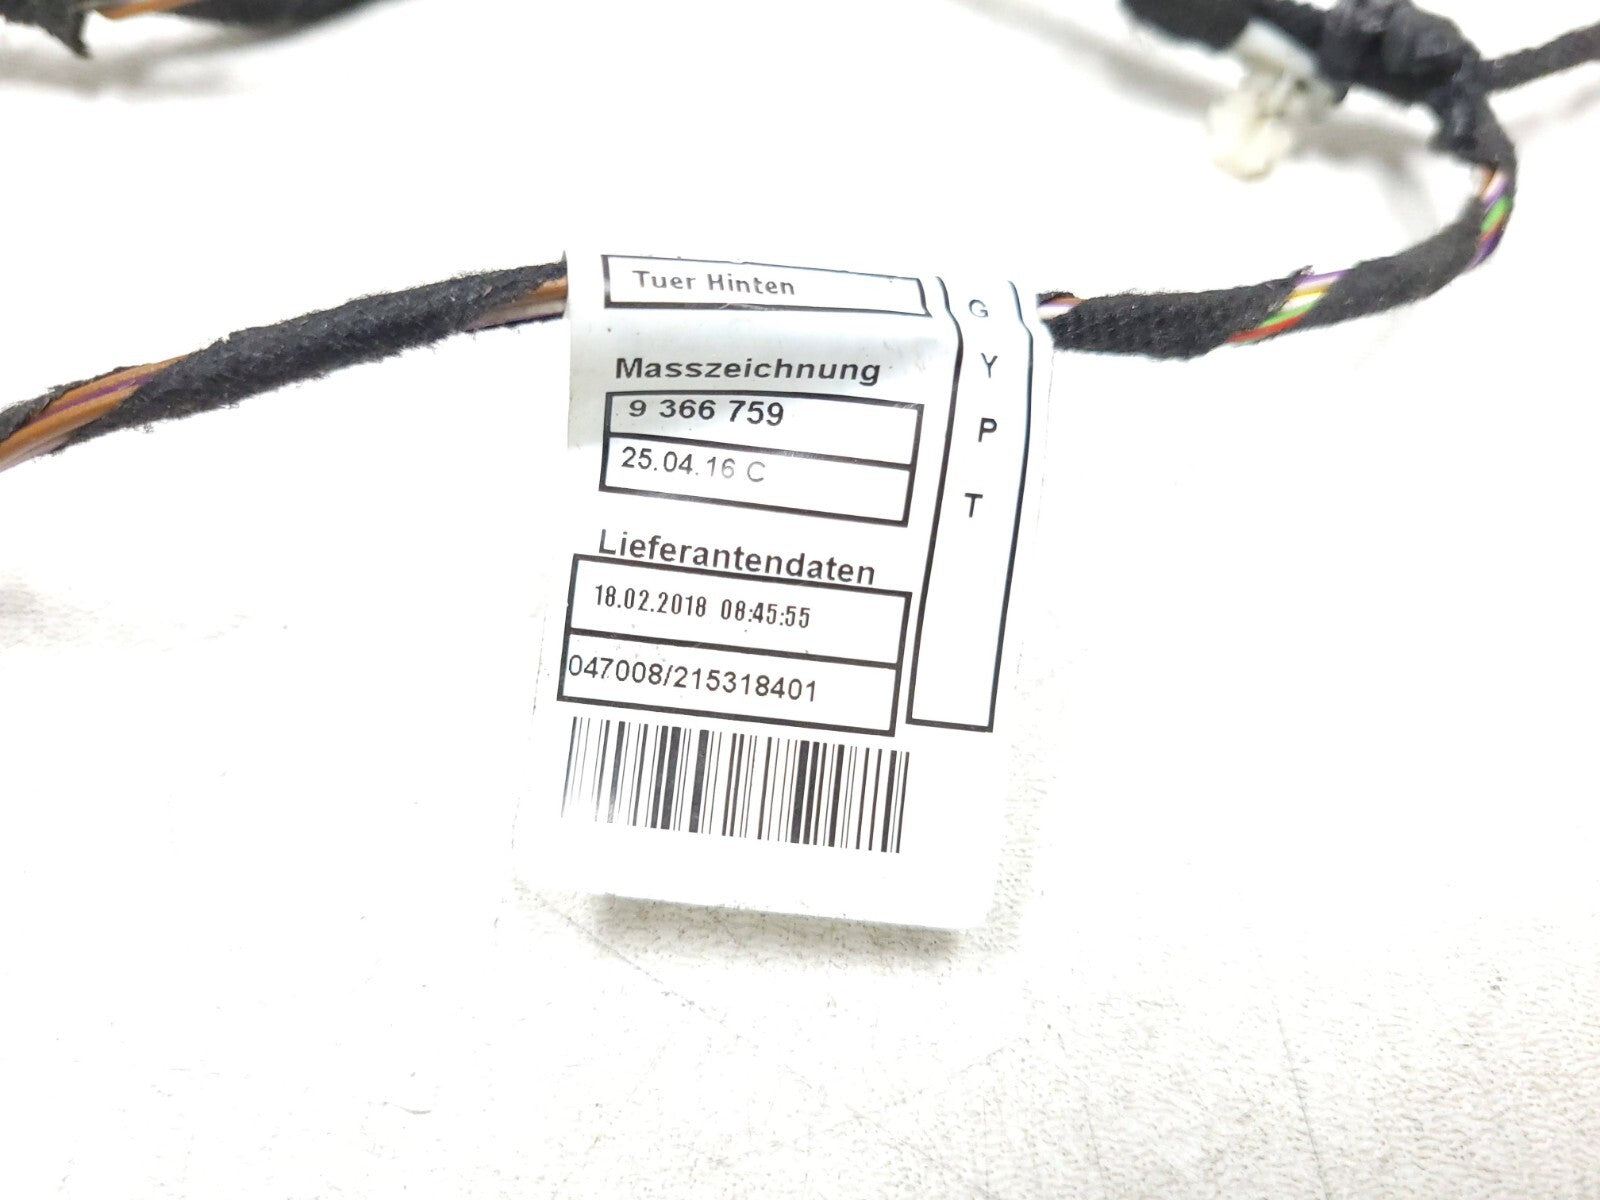 Tuer Hinten
Masszeichnung
9 366 759
25.04.16 C
Lieferantendaten
18.02.2018 08:45:55
047008/215318401
G
Y
P
T